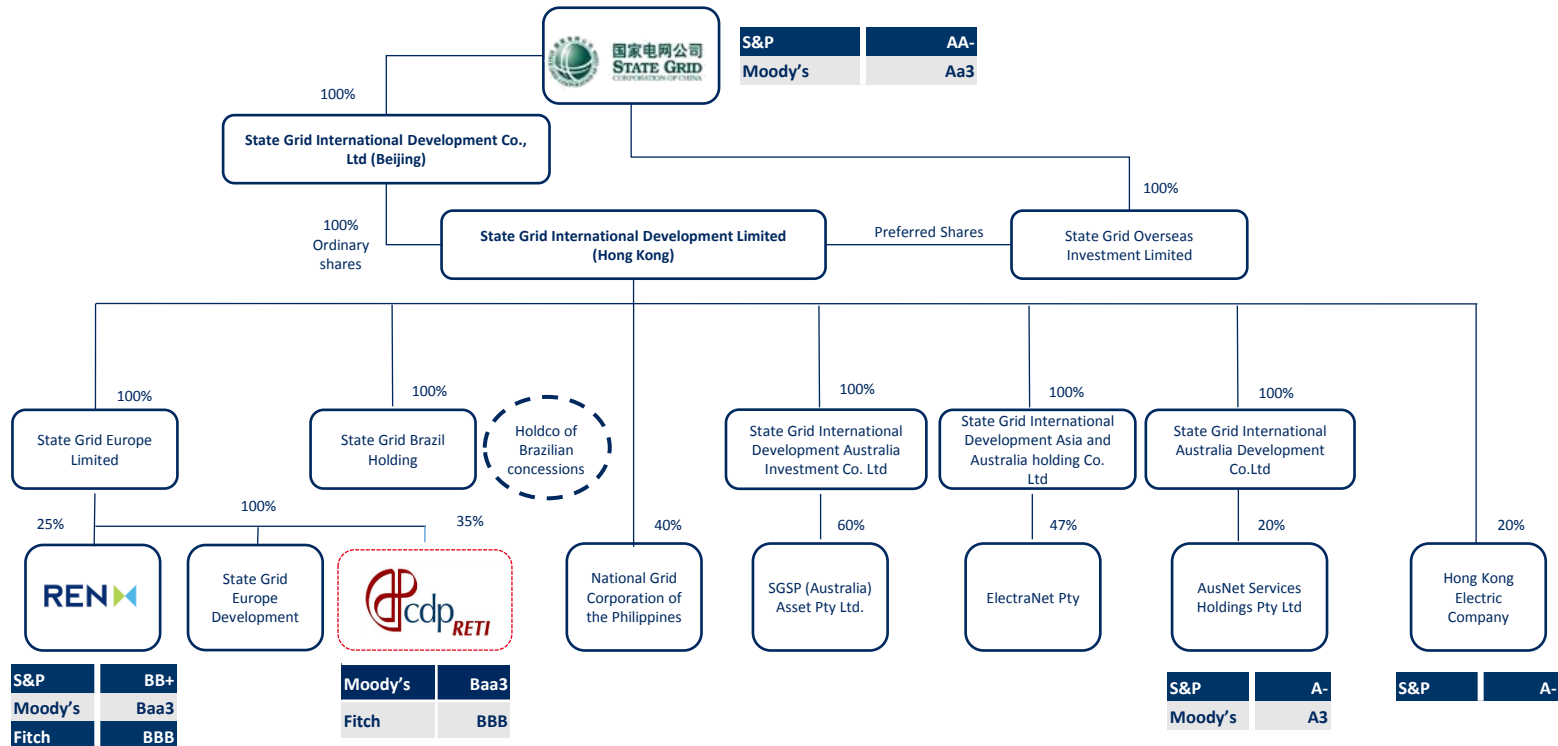 国家电网公司
STATE GRID
CORPORATION OF CHINA
S&P AA-
Moody's Aa3
100%
State Grid International Development Co.,
Ltd (Beijing)
100%
100%
Ordinary
shares
State Grid International Development Limited
(Hong Kong)
Preferred Shares
State Grid Overseas
Investment Limited
100%
100%
100%
100%
100%
State Grid Europe
Limited
State Grid Brazil
Holding
Holdco of
Brazilian
concessions
State Grid International
Development Australia
Investment Co. Ltd
State Grid International
Development Asia and
Australia holding Co.
Ltd
State Grid International
Australia Development
Co.Ltd
25%
100%
35%
40%
60%
47%
20%
20%
REN
State Grid
Europe
Development
cdp RETI
National Grid
Corporation of
the Philippines
SGSP (Australia)
Asset Pty Ltd.
ElectraNet Pty
AusNet Services
Holdings Pty Ltd
Hong Kong
Electric
Company
S&P BB+
Moody's Baa3
Fitch BBB
Moody's Baa3
Fitch BBB
S&P A-
Moody's A3
S&P A-